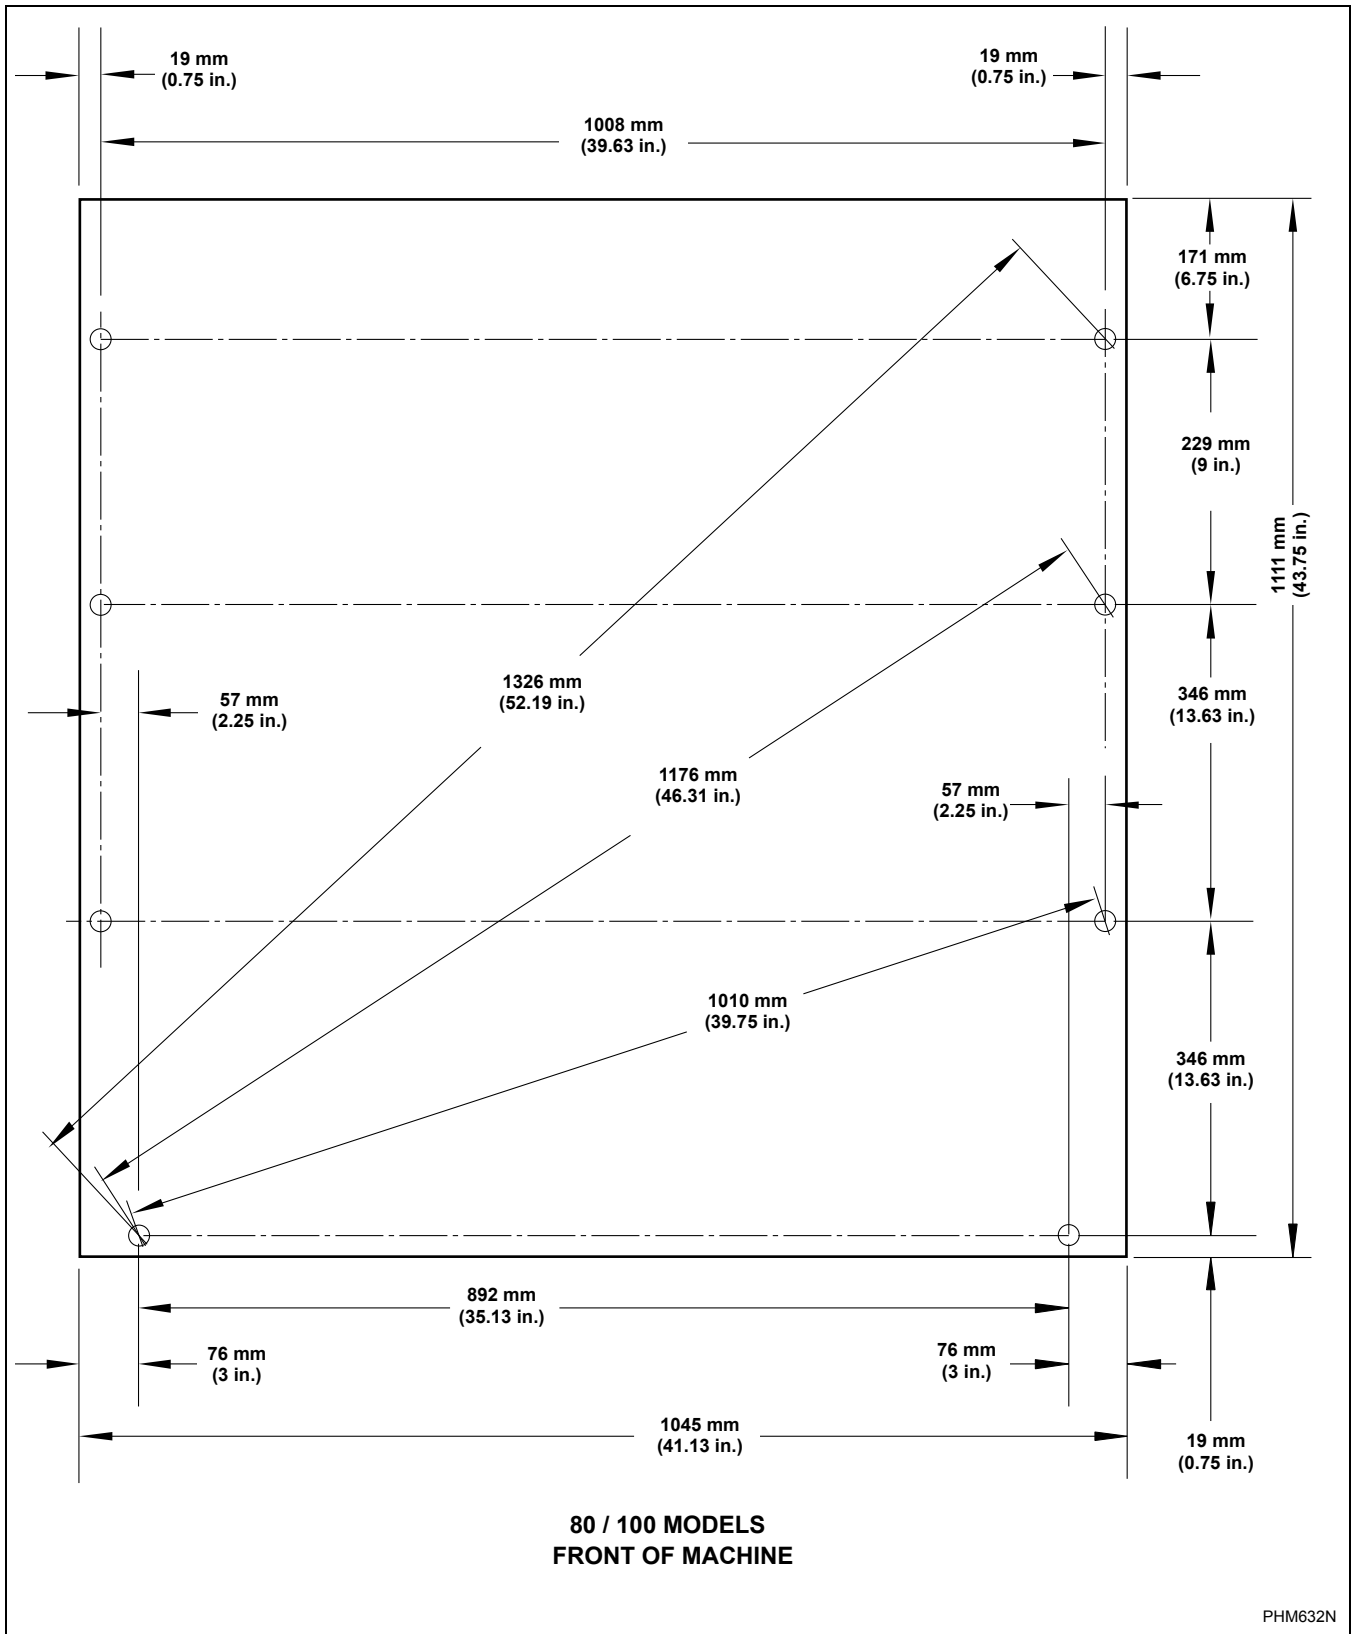 19 mm
(0.75 in.)
19 mm
(0.75 in.)
1008 mm
(39.63 in.)
171 mm
(6.75 in.)
229 mm
(9 in.)
1111 mm
(43.75 in.)
1326 mm
(52.19 in.)
57 mm
(2.25 in.)
346 mm
(13.63 in.)
1176 mm
(46.31 in.)
57 mm
(2.25 in.)
1010 mm
(39.75 in.)
346 mm
(13.63 in.)
892 mm
(35.13 in.)
76 mm
(3 in.)
76 mm
(3 in.)
1045 mm
(41.13 in.)
19 mm
(0.75 in.)
80 / 100 MODELS
FRONT OF MACHINE
PHM632N